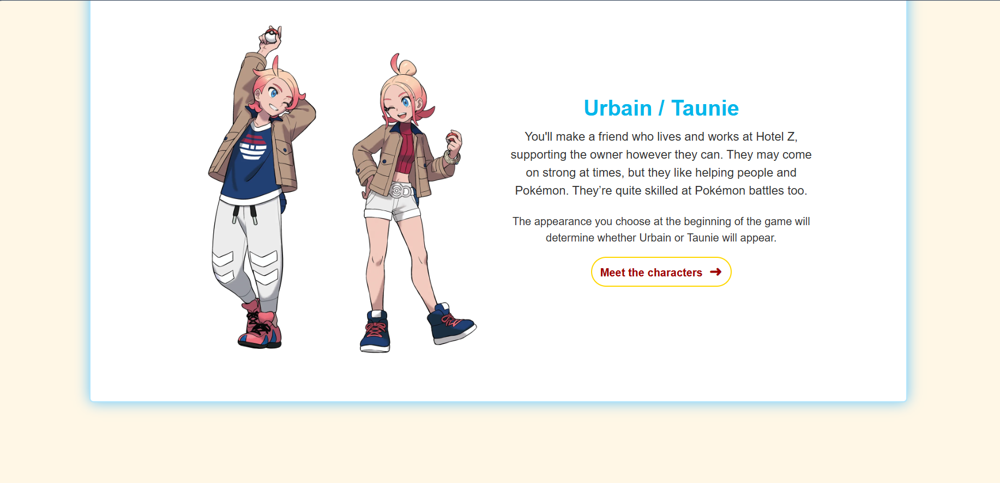 Urbain / Taunie
You'll make a friend who lives and works at Hotel Z,
supporting the owner however they can. They may come
on strong at times, but they like helping people and
Pokémon. They’re quite skilled at Pokémon battles too.
The appearance you choose at the beginning of the game will
determine whether Urbain or Taunie will appear.
Meet the characters